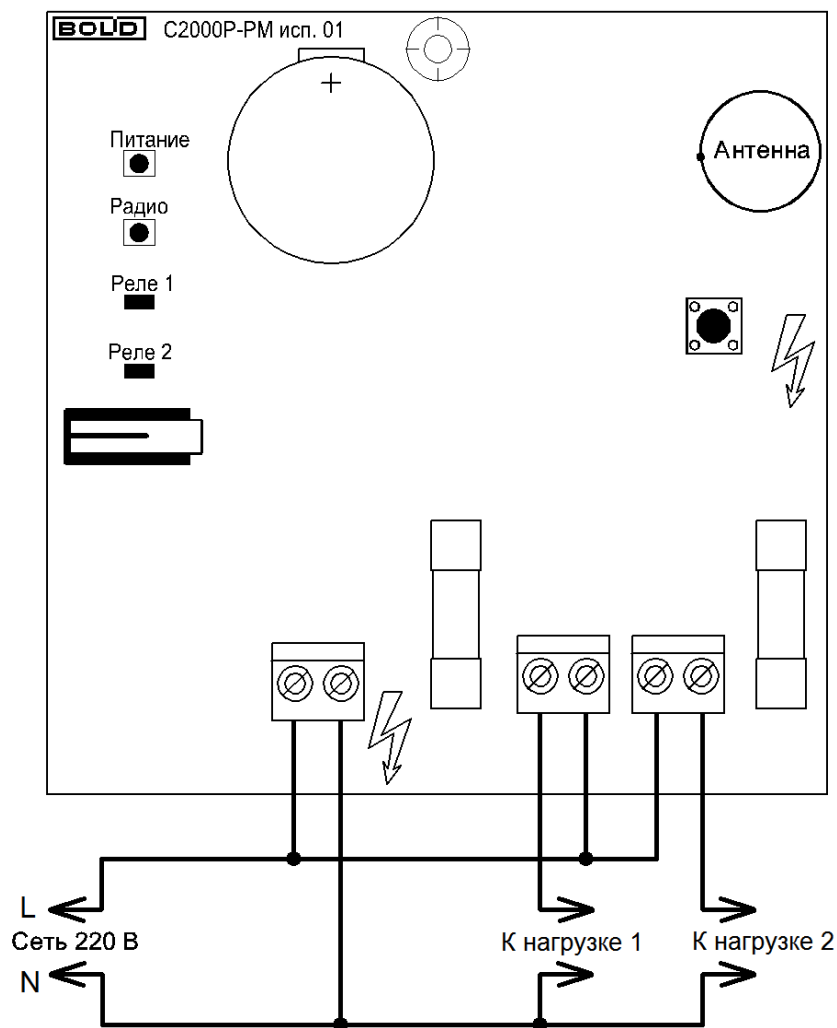 BOLID С2000Р-РМ исп. 01
+
Питание
Антенна
Радио
Реле 1
Реле 2
L
Сеть 220 В
К нагрузке 1
К нагрузке 2
N